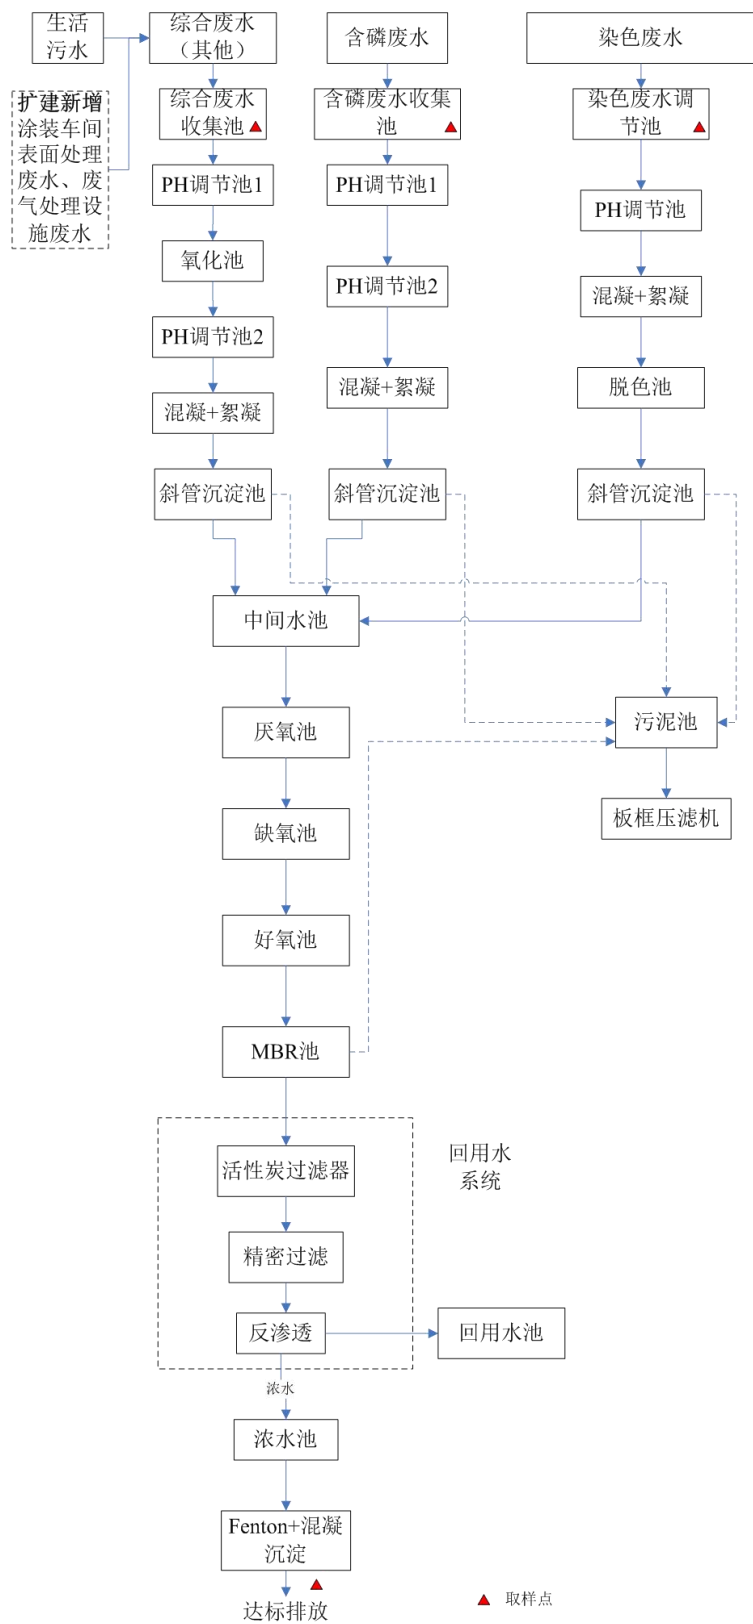 生活
污水
综合废水
（其他）
含磷废水
染色废水
扩建新增
涂装车间
表面处理
废水、废
气处理设
施废水
综合废水
收集池
含磷废水收集
池
染色废水调
节池
PH调节池1
PH调节池1
PH调节池
氧化池
PH调节池2
混凝+絮凝
PH调节池2
混凝+絮凝
脱色池
混凝+絮凝
斜管沉淀池
斜管沉淀池
斜管沉淀池
中间水池
厌氧池
污泥池
缺氧池
板框压滤机
好氧池
MBR池
活性炭过滤器
回用水
系统
精密过滤
反渗透
回用水池
浓水
浓水池
Fenton+混凝
沉淀
达标排放
取样点